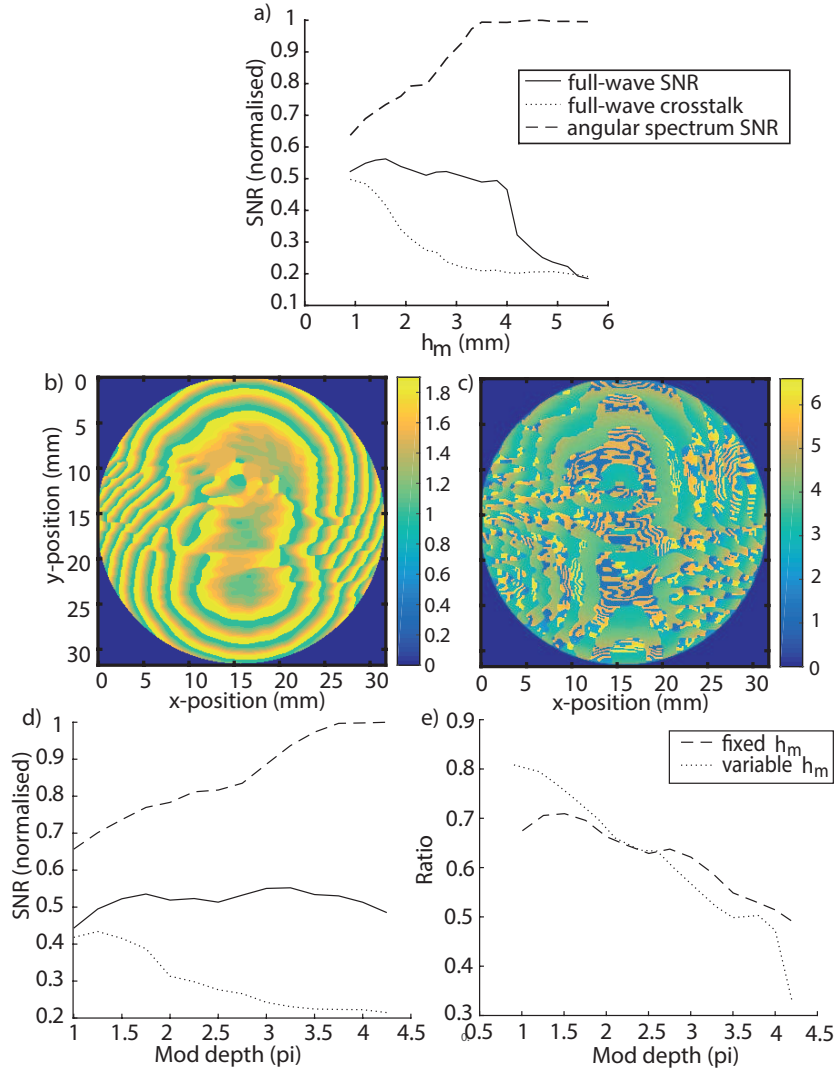 a)
1
0.9
0.8
0.7
0.6
0.5
0.4
0.3
0.2
0.1
SNR (normalised)
0 1 2 3 4 5 6
hm (mm)
full-wave SNR
full-wave crosstalk
angular spectrum SNR
b)
0
5
10
15
20
25
30
y-position (mm)
0 5 10 15 20 25 30
x-position (mm)
1.8
1.6
1.4
1.2
1
0.8
0.6
0.4
0.2
0
c)
0 5 10 15 20 25 30
x-position (mm)
6
5
4
3
2
1
0
d)
1
0.9
0.8
0.7
0.6
0.5
0.4
0.3
0.2
SNR (normalised)
1 1.5 2 2.5 3 3.5 4 4.5
Mod depth (pi)
e)
0.9
0.8
0.7
0.6
0.5
0.4
0.3
Ratio
0.
0.5 1 1.5 2 2.5 3 3.5 4 4.5
Mod depth (pi)
fixed hm
variable hm